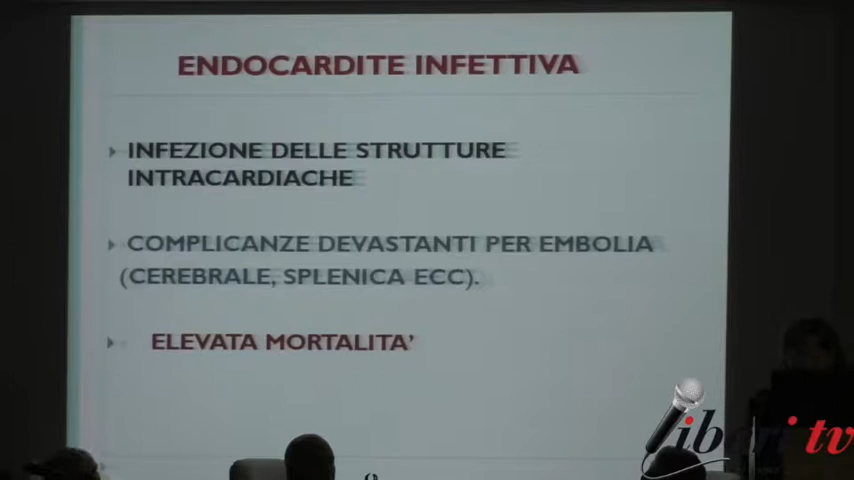 ENDOCARDITE INFETTIVA
INFEZIONE DELLE STRUTTURE
INTRACARDIACHE
COMPLICANZE DEVASTANTI PER EMBOLIA
(CEREBRALE, SPLENICA ECC).
ELEVATA MORTALITA'
liberi tv